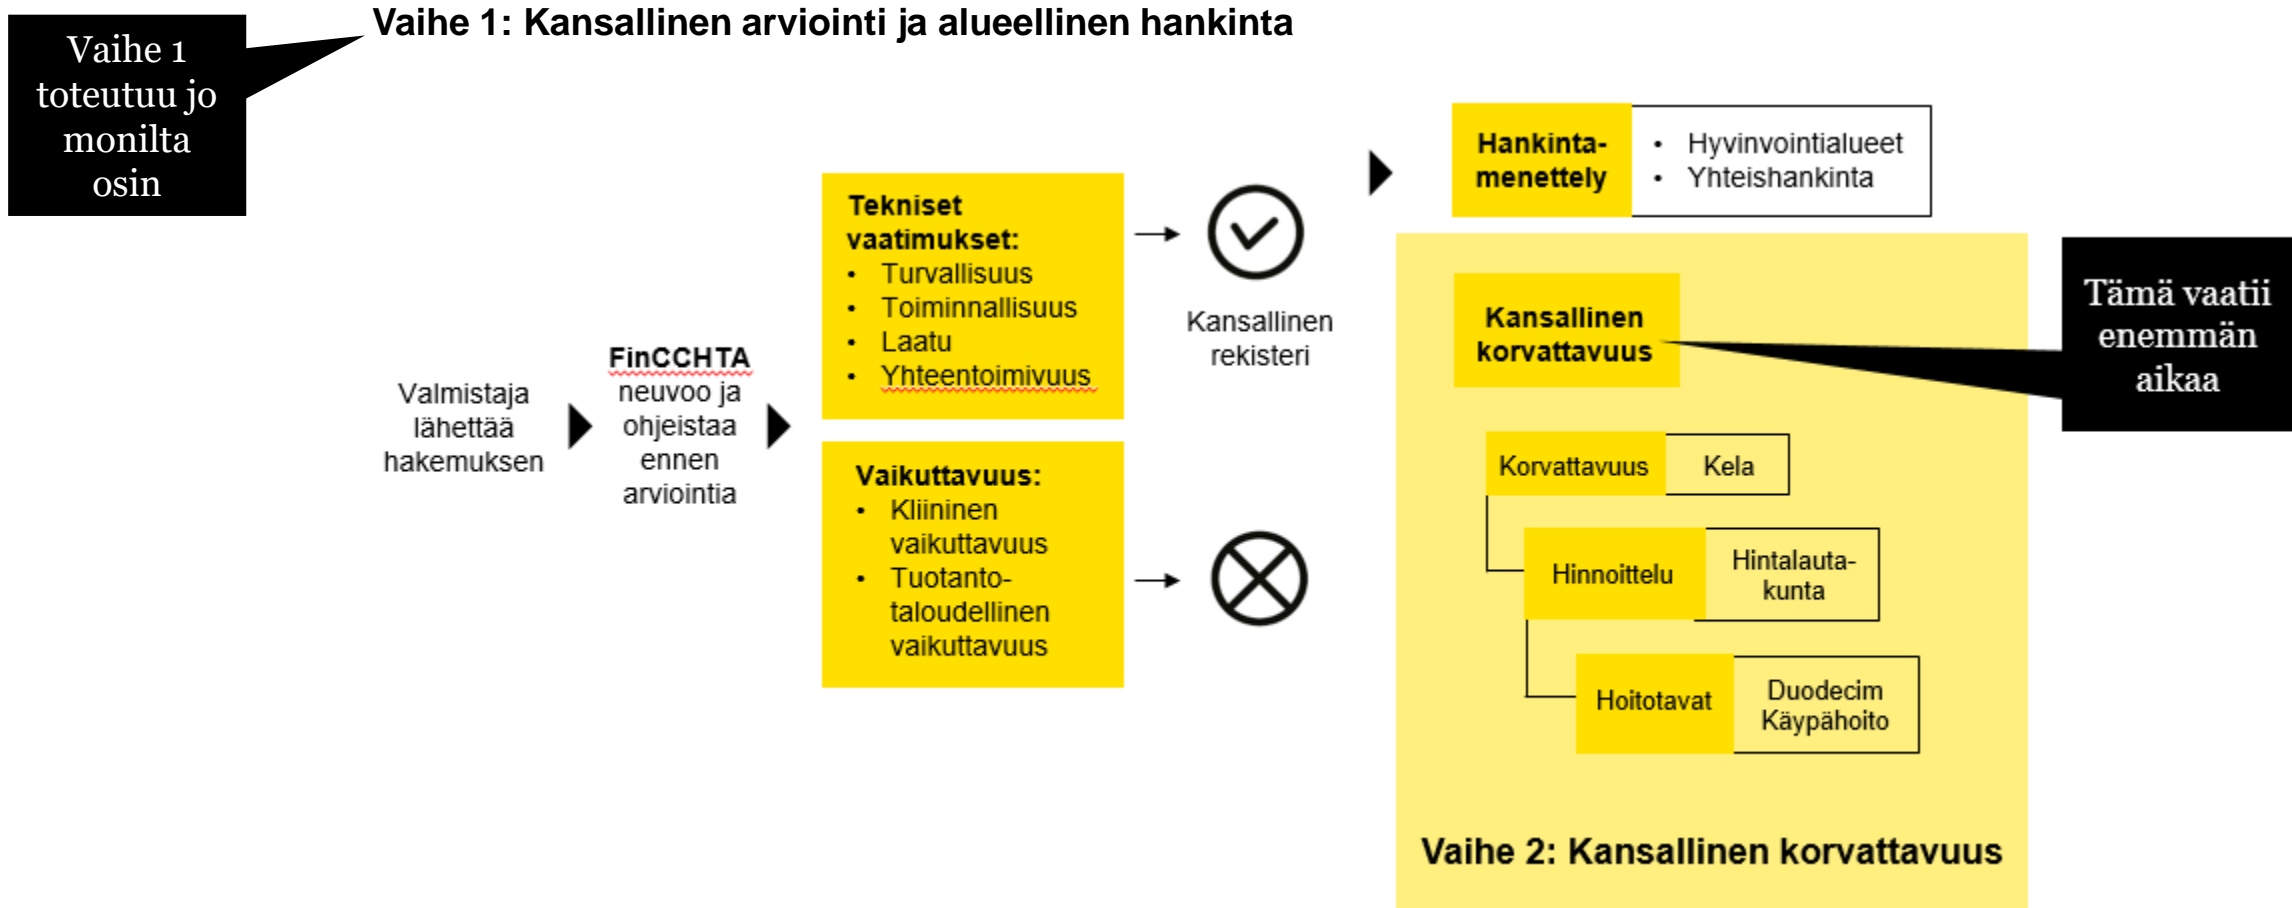 Vaihe 1: Kansallinen arviointi ja alueellinen hankinta
Vaihe 1
toteutuu jo
monilta
osin
Valmistaja
lähettää
hakemuksen
FinCCHTA
neuvoo ja
ohjeistaa
ennen
arviointia
Tekniset
vaatimukset:
• Turvallisuus
• Toiminnallisuus
• Laatu
• Yhteentoimivuus
Vaikuttavuus:
• Kliininen
vaikuttavuus
• Tuotanto-
taloudellinen
vaikuttavuus
Kansallinen
rekisteri
Hankinta-
menettely
• Hyvinvointialueet
• Yhteishankinta
Kansallinen
korvattavuus
Tämä vaatii
enemmän
aikaa
Korvattavuus
Kela
Hinnoittelu
Hintalauta-
kunta
Hoitotavat
Duodecim
Käypähoito
Vaihe 2: Kansallinen korvattavuus